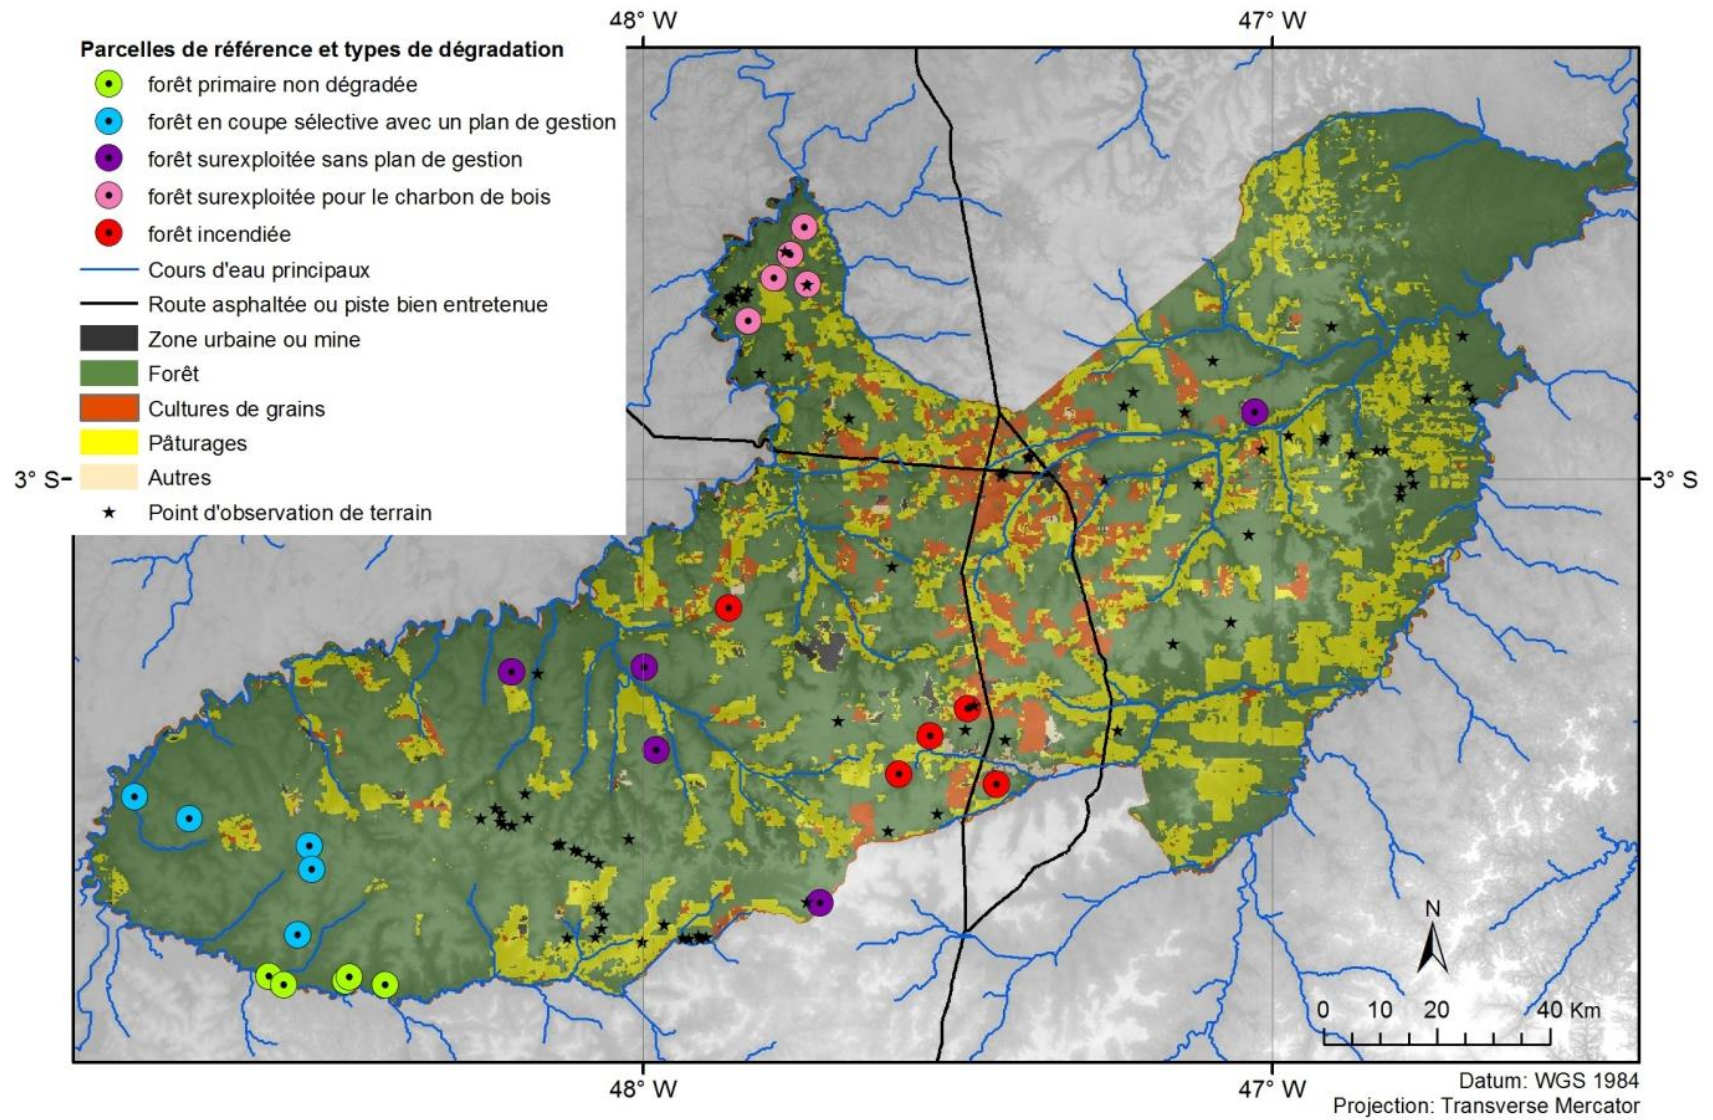 48° W
47° W
Parcelles de référence et types de dégradation
forêt primaire non dégradée
forêt en coupe sélective avec un plan de gestion
forêt surexploitée sans plan de gestion
forêt surexploitée pour le charbon de bois
forêt incendiée
Cours d'eau principaux
Route asphaltée ou piste bien entretenue
Zone urbaine ou mine
Forêt
Cultures de grains
Pâturages
Autres
Point d'observation de terrain
3° S
3° S
N
0 10 20 40 Km
48° W
47° W
Datum: WGS 1984
Projection: Transverse Mercator